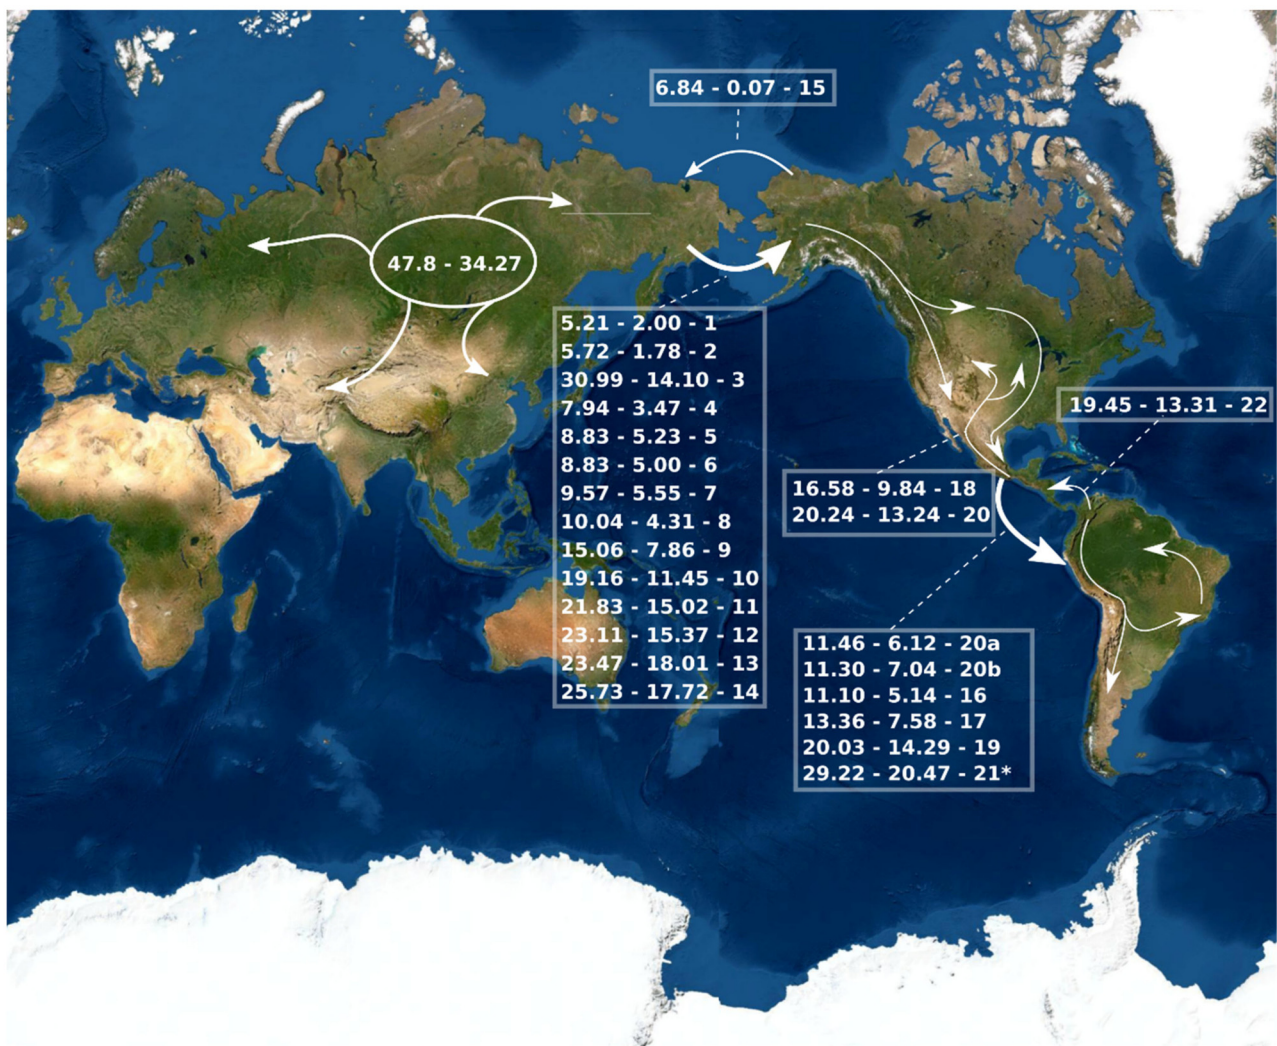 6.84 - 0.07 - 15
47.8 - 34.27
5.21 - 2.00 - 1
5.72 - 1.78 - 2
30.99 - 14.10 - 3
7.94 - 3.47 - 4
8.83 - 5.23 - 5
8.83 - 5.00 - 6
9.57 - 5.55 - 7
10.04 - 4.31 - 8
15.06 - 7.86 - 9
19.16 - 11.45 - 10
21.83 - 15.02 - 11
23.11 - 15.37 - 12
23.47 - 18.01 - 13
25.73 - 17.72 - 14
19.45 - 13.31 - 22
16.58 - 9.84 - 18
20.24 - 13.24 - 20
11.46 - 6.12 - 20a
11.30 - 7.04 - 20b
11.10 - 5.14 - 16
13.36 - 7.58 - 17
20.03 - 14.29 - 19
29.22 - 20.47 - 21*